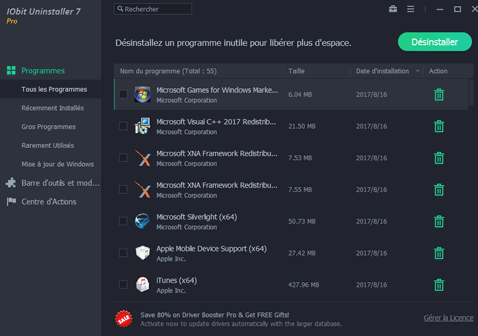 IObit Uninstaller 7
Pro
Rechercher
Désinstallez un programme inutile pour libérer plus d'espace.
Désinstaller
Programmes
Tous les Programmes
Récemment Installés
Gros Programmes
Rarement Utilisés
Mise à jour de Windows
Barre d'outils et mod...
Centre d'Actions
Nom du programme (Total : 55) Taille Date d'installation Action
Microsoft Games for Windows Marke... 6.04 MB 2017/8/16
Microsoft Corporation
Microsoft Visual C++ 2017 Redistrib... 21.50 MB 2017/8/16
Microsoft Corporation
Microsoft XNA Framework Redistribu... 7.53 MB 2017/8/16
Microsoft Corporation
Microsoft XNA Framework Redistribu... 7.55 MB 2017/8/16
Microsoft Corporation
Microsoft Silverlight (x64) 50.73 MB 2017/8/16
Microsoft Corporation
Apple Mobile Device Support (x64) 27.42 MB 2017/8/16
Apple Inc.
iTunes (x64) 427.96 MB 2017/8/16
Apple Inc.
SALE
Save 80% on Driver Booster Pro & Get FREE Gifts!
Activate now to update drivers automatically with the larger database.
Gérer la Licence